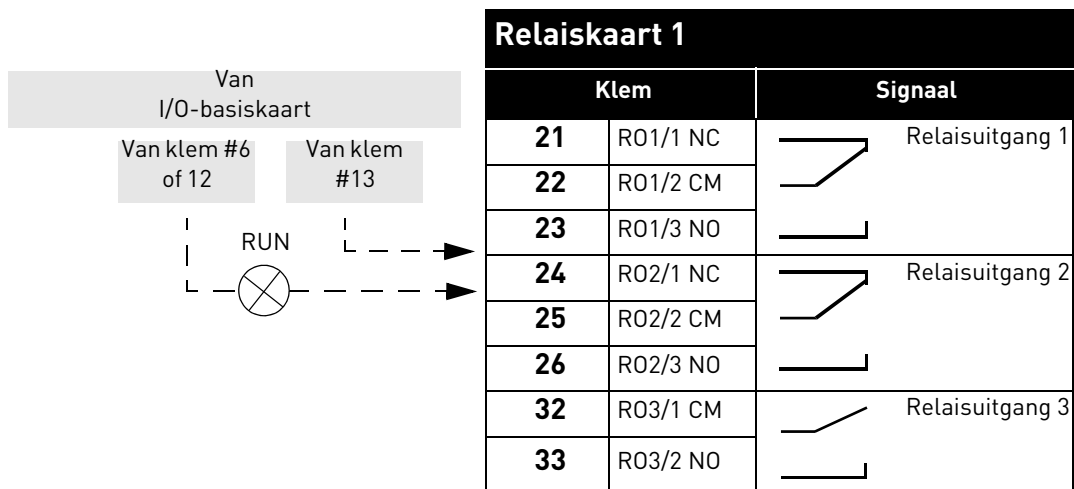 Relaiskaart 1
Van
I/O-basiskaart
Klem Signaal
Van klem #6
of 12
Van klem
#13
RUN
21 RO1/1 NC Relaisuitgang 1
22 RO1/2 CM
23 RO1/3 NO
24 RO2/1 NC Relaisuitgang 2
25 RO2/2 CM
26 RO2/3 NO
32 RO3/1 CM Relaisuitgang 3
33 RO3/2 NO